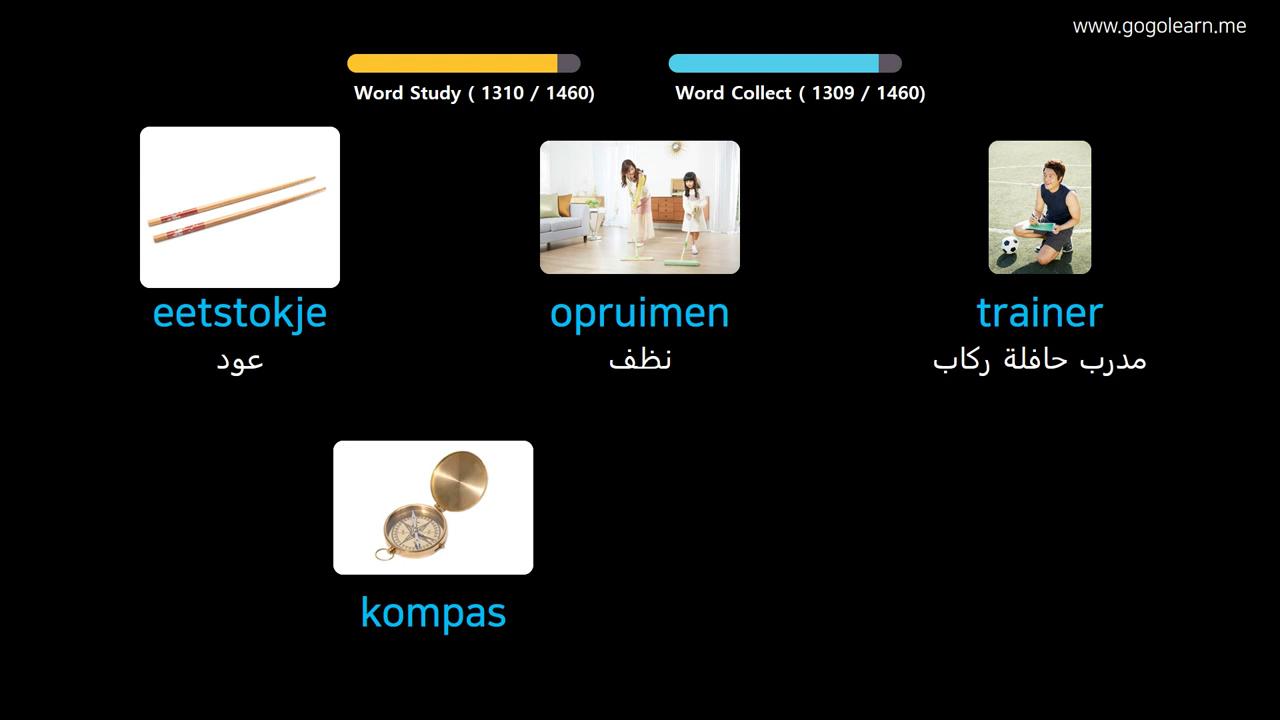 www.gogolearn.me
Word Study ( 1310 / 1460)
Word Collect ( 1309 / 1460)
eetstokje
عود
opruimen
نظف
trainer
مدرب حافلة ركاب
kompas